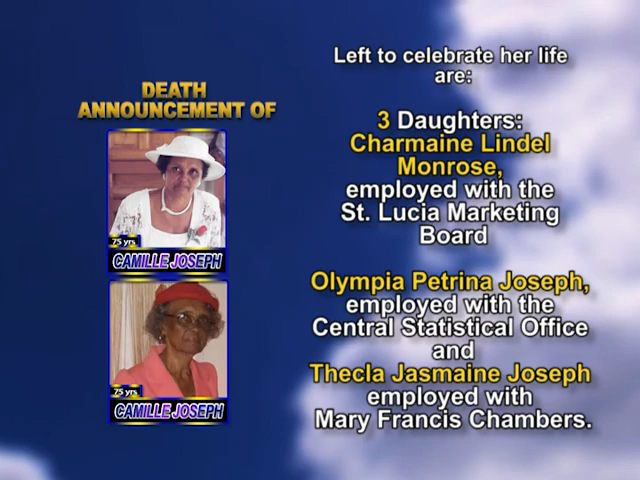 DEATH
ANNOUNCEMENT OF
75 yrs
CAMILLE JOSEPH
75 yrs
CAMILLE JOSEPH
Left to celebrate her life
are:
3 Daughters:
Charmaine Lindel
Monrose,
employed with the
St. Lucia Marketing
Board
Olympia Petrina Joseph,
employed with the
Central Statistical Office
and
Thecla Jasmaine Joseph
employed with
Mary Francis Chambers.